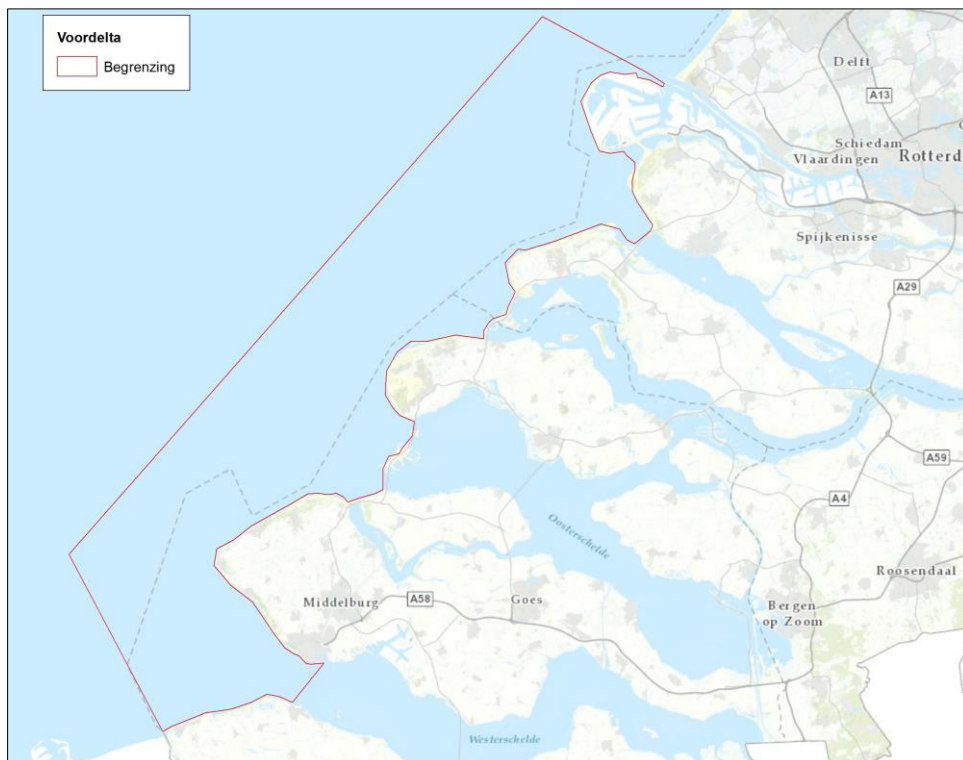 Voordelta
Begrenzing
Delft
A13
Schiedam
Vlaardingen
Rotterd
Spijkenisse
A29
A59
A4
Oosterschelde
Roosendaal
Middelburg
A58
Goes
Bergen
op Zoom
Westerschelde